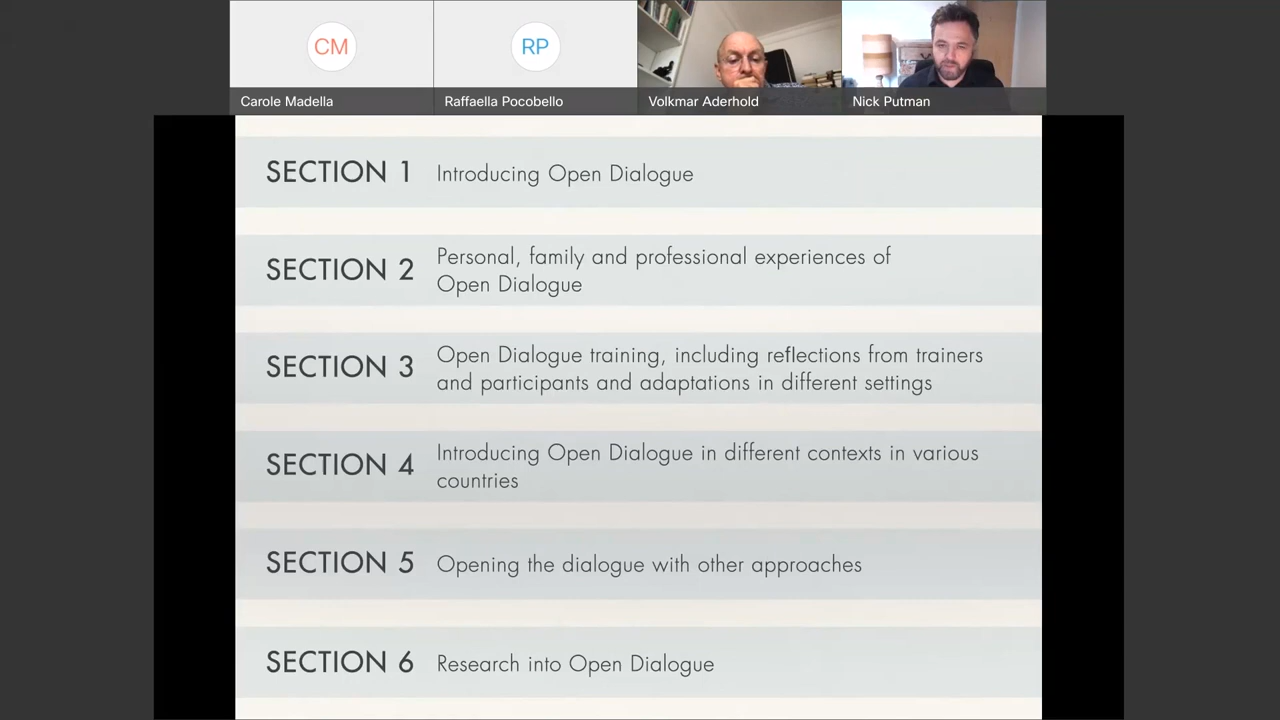 CM
RP
Carole Madella
Raffaella Pocobello
Volkmar Aderhold
Nick Putman
SECTION 1 Introducing Open Dialogue
SECTION 2 Personal, family and professional experiences of
Open Dialogue
SECTION 3 Open Dialogue training, including reflections from trainers
and participants and adaptations in different settings
SECTION 4 Introducing Open Dialogue in different contexts in various
countries
SECTION 5 Opening the dialogue with other approaches
SECTION 6 Research into Open Dialogue